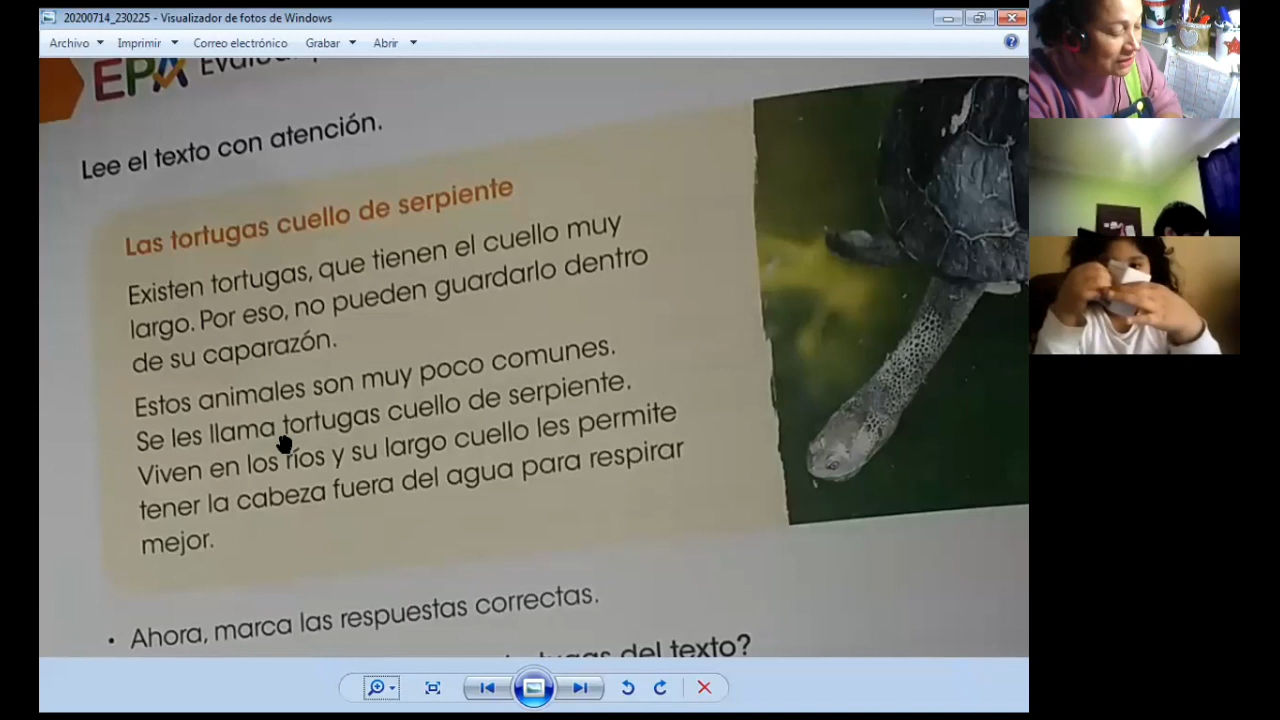 20200714_230225 - Visualizador de fotos de Windows
Archivo Imprimir Correo electrónico Grabar Abrir
EPA
Lee el texto con atención.
Las tortugas cuello de serpiente
Existen tortugas, que tienen el cuello muy
largo. Por eso, no pueden guardarlo dentro
de su caparazón.
Estos animales son muy poco comunes.
Se les llama tortugas cuello de serpiente.
Viven en los ríos y su largo cuello les permite
tener la cabeza fuera del agua para respirar
mejor.
• Ahora, marca las respuestas correctas.
del texto?